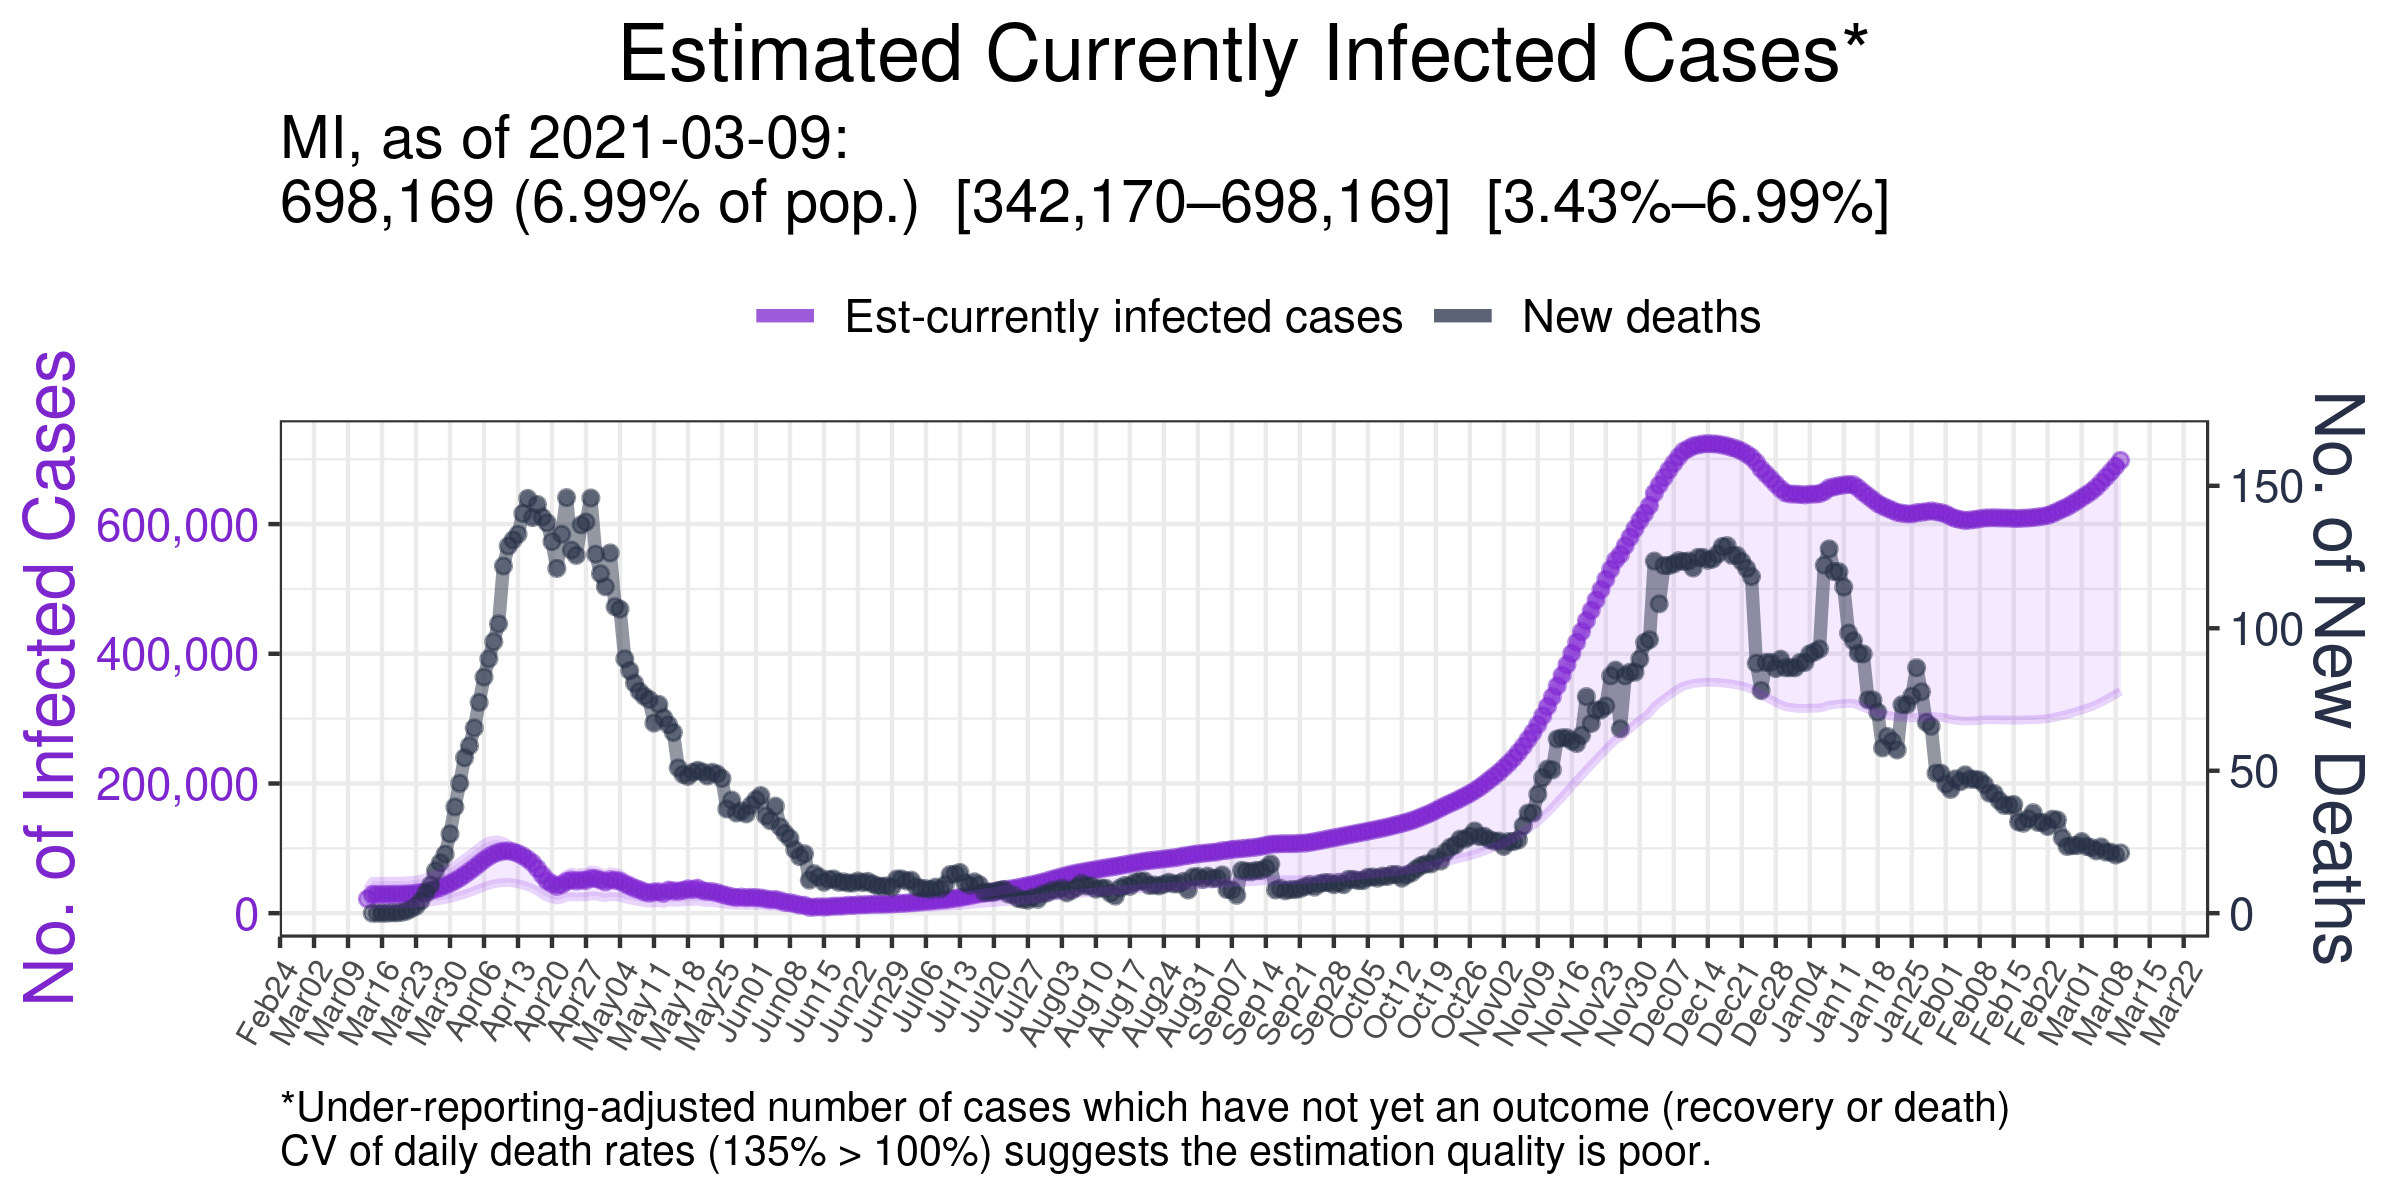 Estimated Currently Infected Cases*
MI, as of 2021-03-09:
698,169 (6.99% of pop.) [342,170–698,169] [3.43%–6.99%]
Est-currently infected cases New deaths
No. of Infected Cases
600,000
400,000
200,000
0
150
100
50
0
No. of New Deaths
Feb24 Mar02 Mar09 Mar16 Mar23 Mar30 Apr06 Apr13 Apr20 Apr27 May04 May11 May18 May25 Jun01 Jun08 Jun15 Jun22 Jun29 Jul06 Jul13 Jul20 Jul27 Aug03 Aug10 Aug17 Aug24 Aug31 Sep07 Sep14 Sep21 Sep28 Oct05 Oct12 Oct19 Oct26 Nov02 Nov09 Nov16 Nov23 Nov30 Dec07 Dec14 Dec21 Dec28 Jan04 Jan11 Jan18 Jan25 Feb01 Feb08 Feb15 Feb22 Mar01 Mar08 Mar15 Mar22
*Under-reporting-adjusted number of cases which have not yet an outcome (recovery or death)
CV of daily death rates (135% > 100%) suggests the estimation quality is poor.